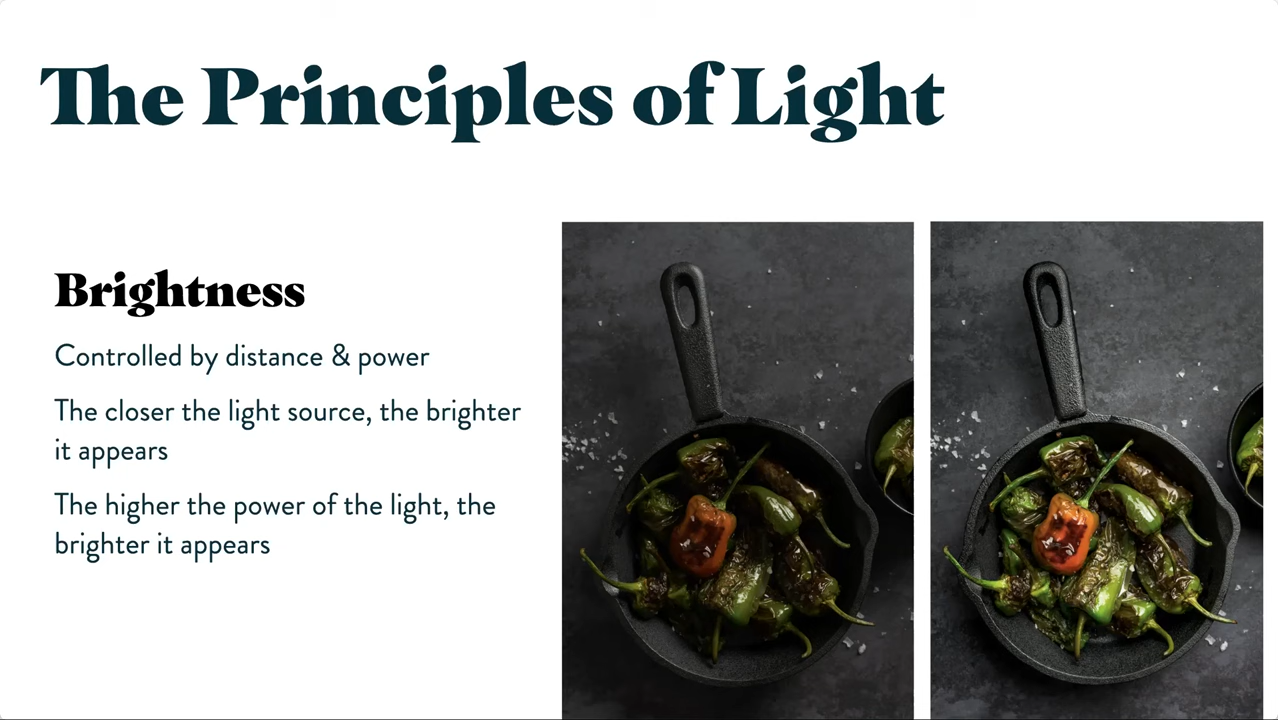 The Principles of Light
Brightness
Controlled by distance & power
The closer the light source, the brighter
it appears
The higher the power of the light, the
brighter it appears